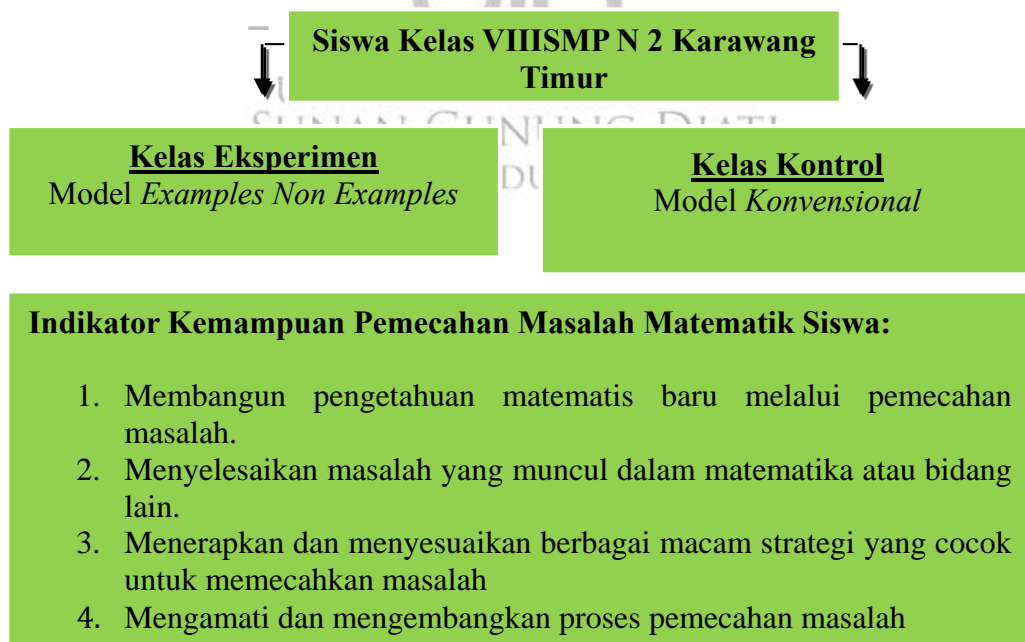 Siswa Kelas VIIISMP N 2 Karawang
Timur
SUNAN GUNUNG DJATI
Kelas Eksperimen
Model Examples Non Examples
Kelas Kontrol
Model Konvensional
Indikator Kemampuan Pemecahan Masalah Matematik Siswa:
1. Membangun pengetahuan matematis baru melalui pemecahan
masalah.
2. Menyelesaikan masalah yang muncul dalam matematika atau bidang
lain.
3. Menerapkan dan menyesuaikan berbagai macam strategi yang cocok
untuk memecahkan masalah
4. Mengamati dan mengembangkan proses pemecahan masalah